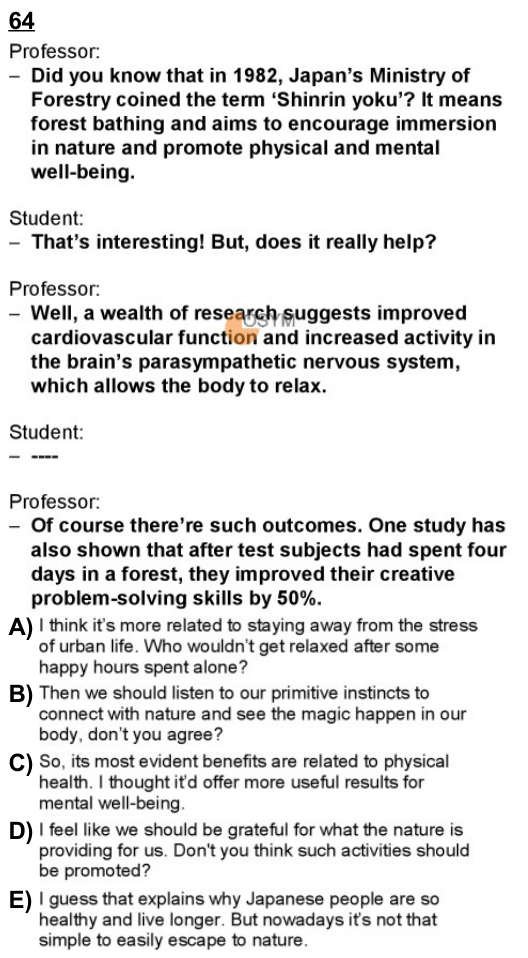 64
Professor:
– Did you know that in 1982, Japan's Ministry of
Forestry coined the term 'Shinrin yoku'? It means
forest bathing and aims to encourage immersion
in nature and promote physical and mental
well-being.
Student:
– That's interesting! But, does it really help?
Professor:
– Well, a wealth of research suggests improved
cardiovascular function and increased activity in
the brain's parasympathetic nervous system,
which allows the body to relax.
Student:
– ----
Professor:
– Of course there're such outcomes. One study has
also shown that after test subjects had spent four
days in a forest, they improved their creative
problem-solving skills by 50%.
A) I think it's more related to staying away from the stress
of urban life. Who wouldn't get relaxed after some
happy hours spent alone?
B) Then we should listen to our primitive instincts to
connect with nature and see the magic happen in our
body, don't you agree?
C) So, its most evident benefits are related to physical
health. I thought it'd offer more useful results for
mental well-being.
D) I feel like we should be grateful for what the nature is
providing for us. Don't you think such activities should
be promoted?
E) I guess that explains why Japanese people are so
healthy and live longer. But nowadays it's not that
simple to easily escape to nature.
OSYM